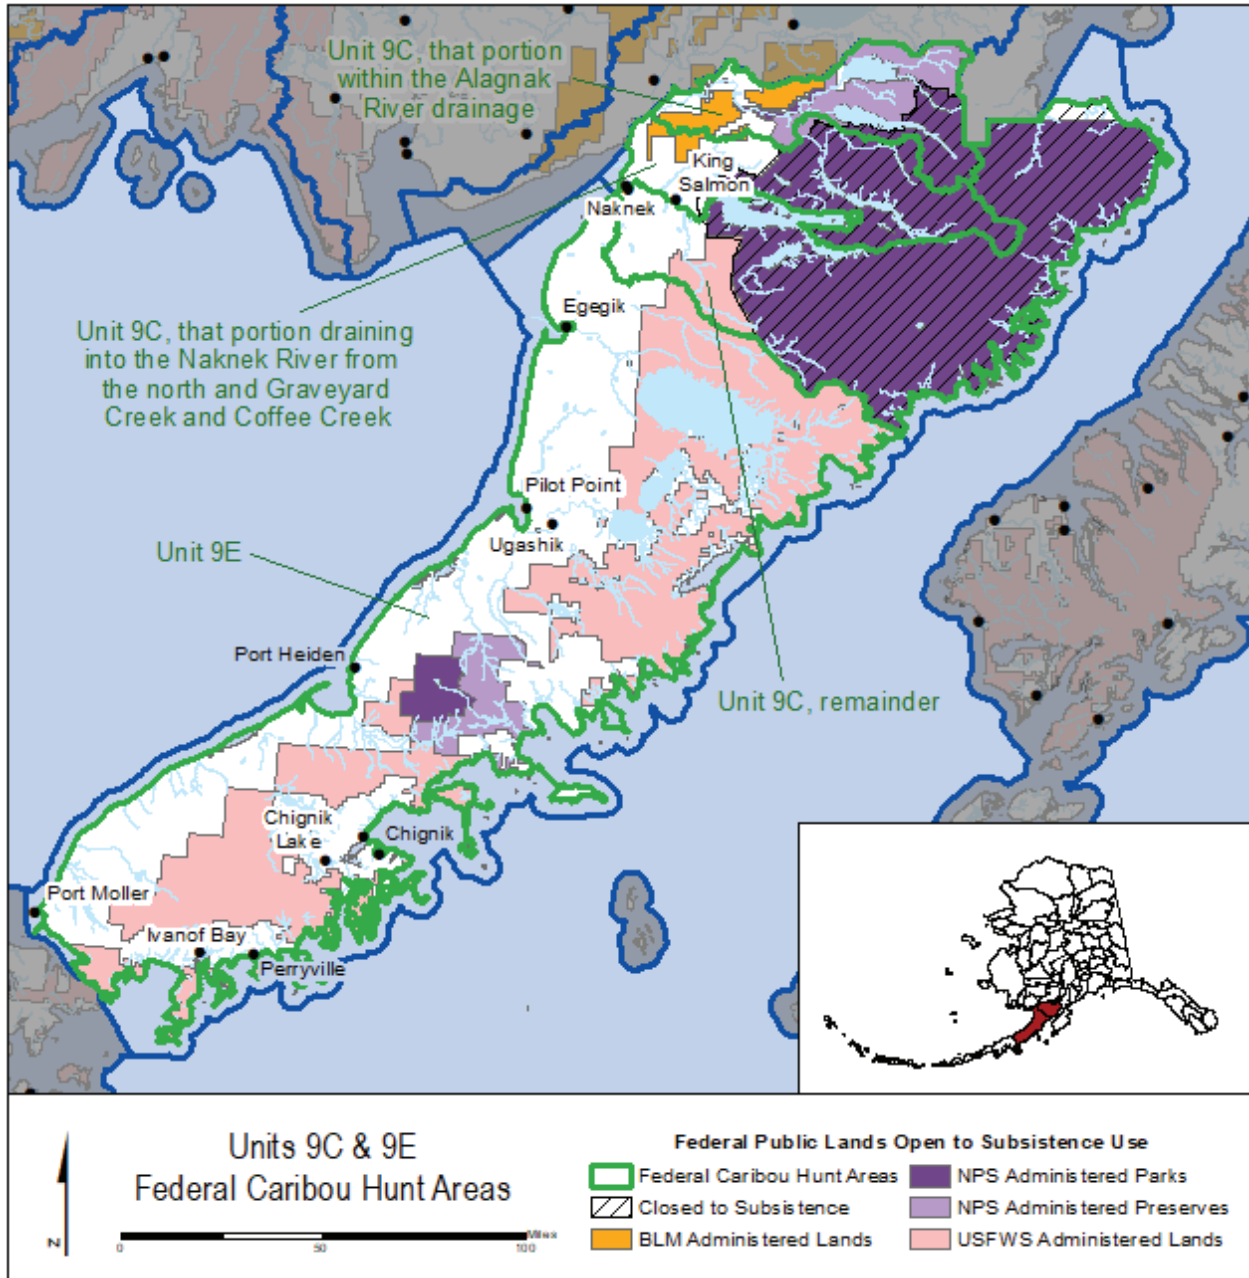 Unit 9C, that portion
within the Alagnak
River drainage
King
Salmon
Naknek
Egegik
Unit 9C, that portion draining
into the Naknek River from
the north and Graveyard
Creek and Coffee Creek
Pilot Point
Ugashik
Unit 9E
Port Heiden
Unit 9C, remainder
Chignik
Lake
Chignik
Port Moller
Ivanof Bay
Perryville
N
Units 9C & 9E
Federal Caribou Hunt Areas
Miles
0 50 100
Federal Public Lands Open to Subsistence Use
Federal Caribou Hunt Areas
Closed to Subsistence
BLM Administered Lands
NPS Administered Parks
NPS Administered Preserves
USFWS Administered Lands